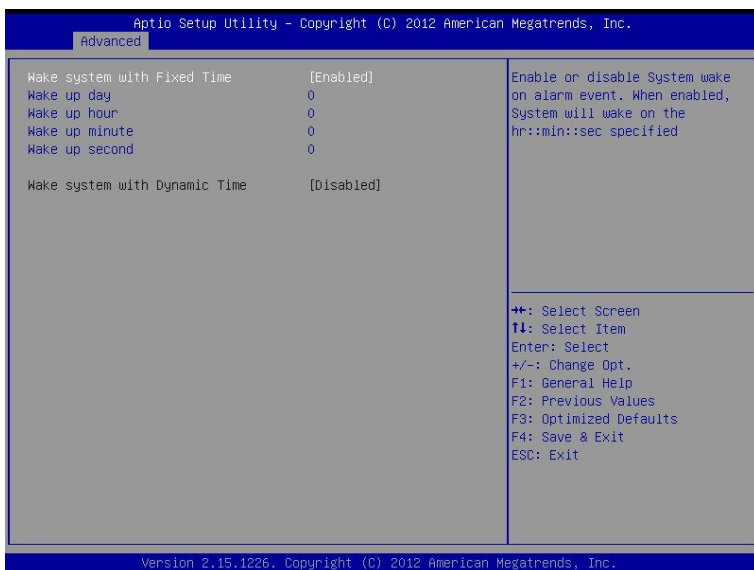 Aptio Setup Utility – Copyright (C) 2012 American Megatrends, Inc.
Advanced
Wake system with Fixed Time [Enabled]
Wake up day 0
Wake up hour 0
Wake up minute 0
Wake up second 0
Wake system with Dynamic Time [Disabled]
Enable or disable System wake
on alarm event. When enabled,
System will wake on the
hr::min::sec specified
→←: Select Screen
↑↓: Select Item
Enter: Select
+/-: Change Opt.
F1: General Help
F2: Previous Values
F3: Optimized Defaults
F4: Save & Exit
ESC: Exit
Version 2.15.1226. Copyright (C) 2012 American Megatrends, Inc.